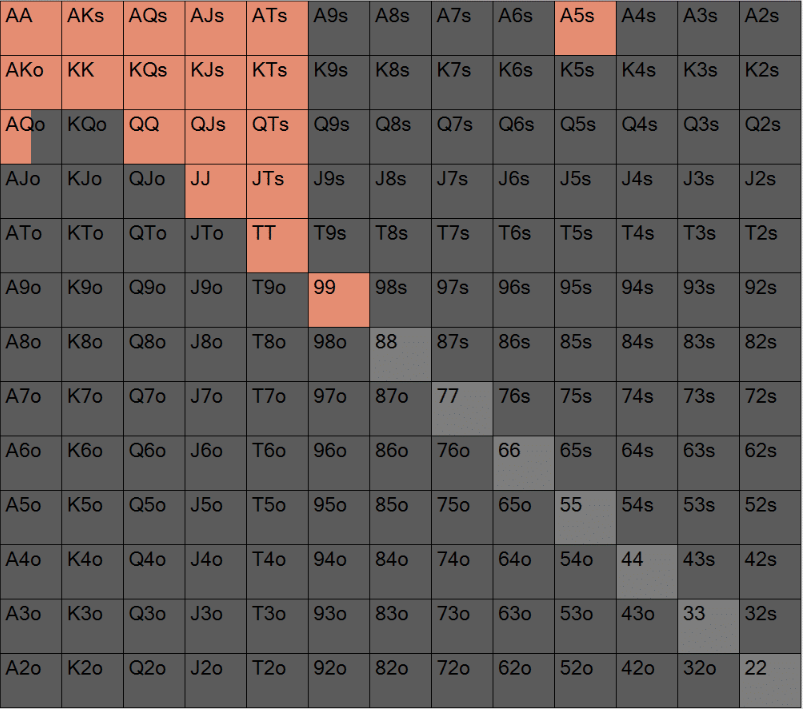 AA AKs AQs AJs ATs A9s A8s A7s A6s A5s A4s A3s A2s
AKo KK KQs KJs KTs K9s K8s K7s K6s K5s K4s K3s K2s
AQo KQo QQ QJs QTs Q9s Q8s Q7s Q6s Q5s Q4s Q3s Q2s
AJo KJo QJo JJ JTs J9s J8s J7s J6s J5s J4s J3s J2s
ATo KTo QTo JTo TT T9s T8s T7s T6s T5s T4s T3s T2s
A9o K9o Q9o J9o T9o 99 98s 97s 96s 95s 94s 93s 92s
A8o K8o Q8o J8o T8o 98o 88 87s 86s 85s 84s 83s 82s
A7o K7o Q7o J7o T7o 97o 87o 77 76s 75s 74s 73s 72s
A6o K6o Q6o J6o T6o 96o 86o 76o 66 65s 64s 63s 62s
A5o K5o Q5o J5o T5o 95o 85o 75o 65o 55 54s 53s 52s
A4o K4o Q4o J4o T4o 94o 84o 74o 64o 54o 44 43s 42s
A3o K3o Q3o J3o T3o 93o 83o 73o 63o 53o 43o 33 32s
A2o K2o Q2o J2o T2o 92o 82o 72o 62o 52o 42o 32o 22